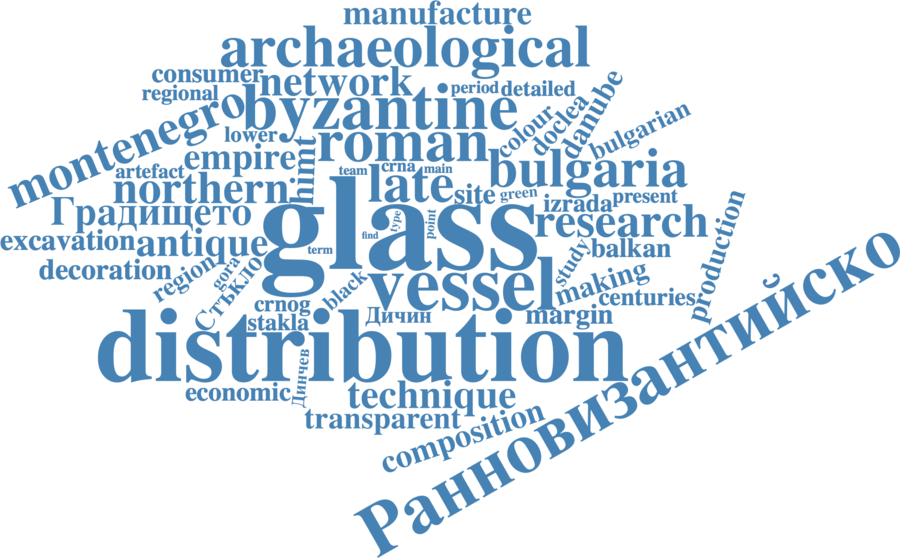 manufacture
archaeological
consumer
network
regional
period
detailed
montenegro
byzantine
colour
doclea
danube
lower
roman
bulgarian
artefact
empire
himt
team
crna
main
bulgaria
northern
late
site
green
izrada
present
Градището
glass
type
point
research
excavation
antique
find
term
study
balkan
decoration
region
gora
Стъкло
black
vessel
making
centuries
production
crnog
stakla
Дичин
margin
distribution
Ранновизантийско
economic
Динчев
technique
transparent
composition